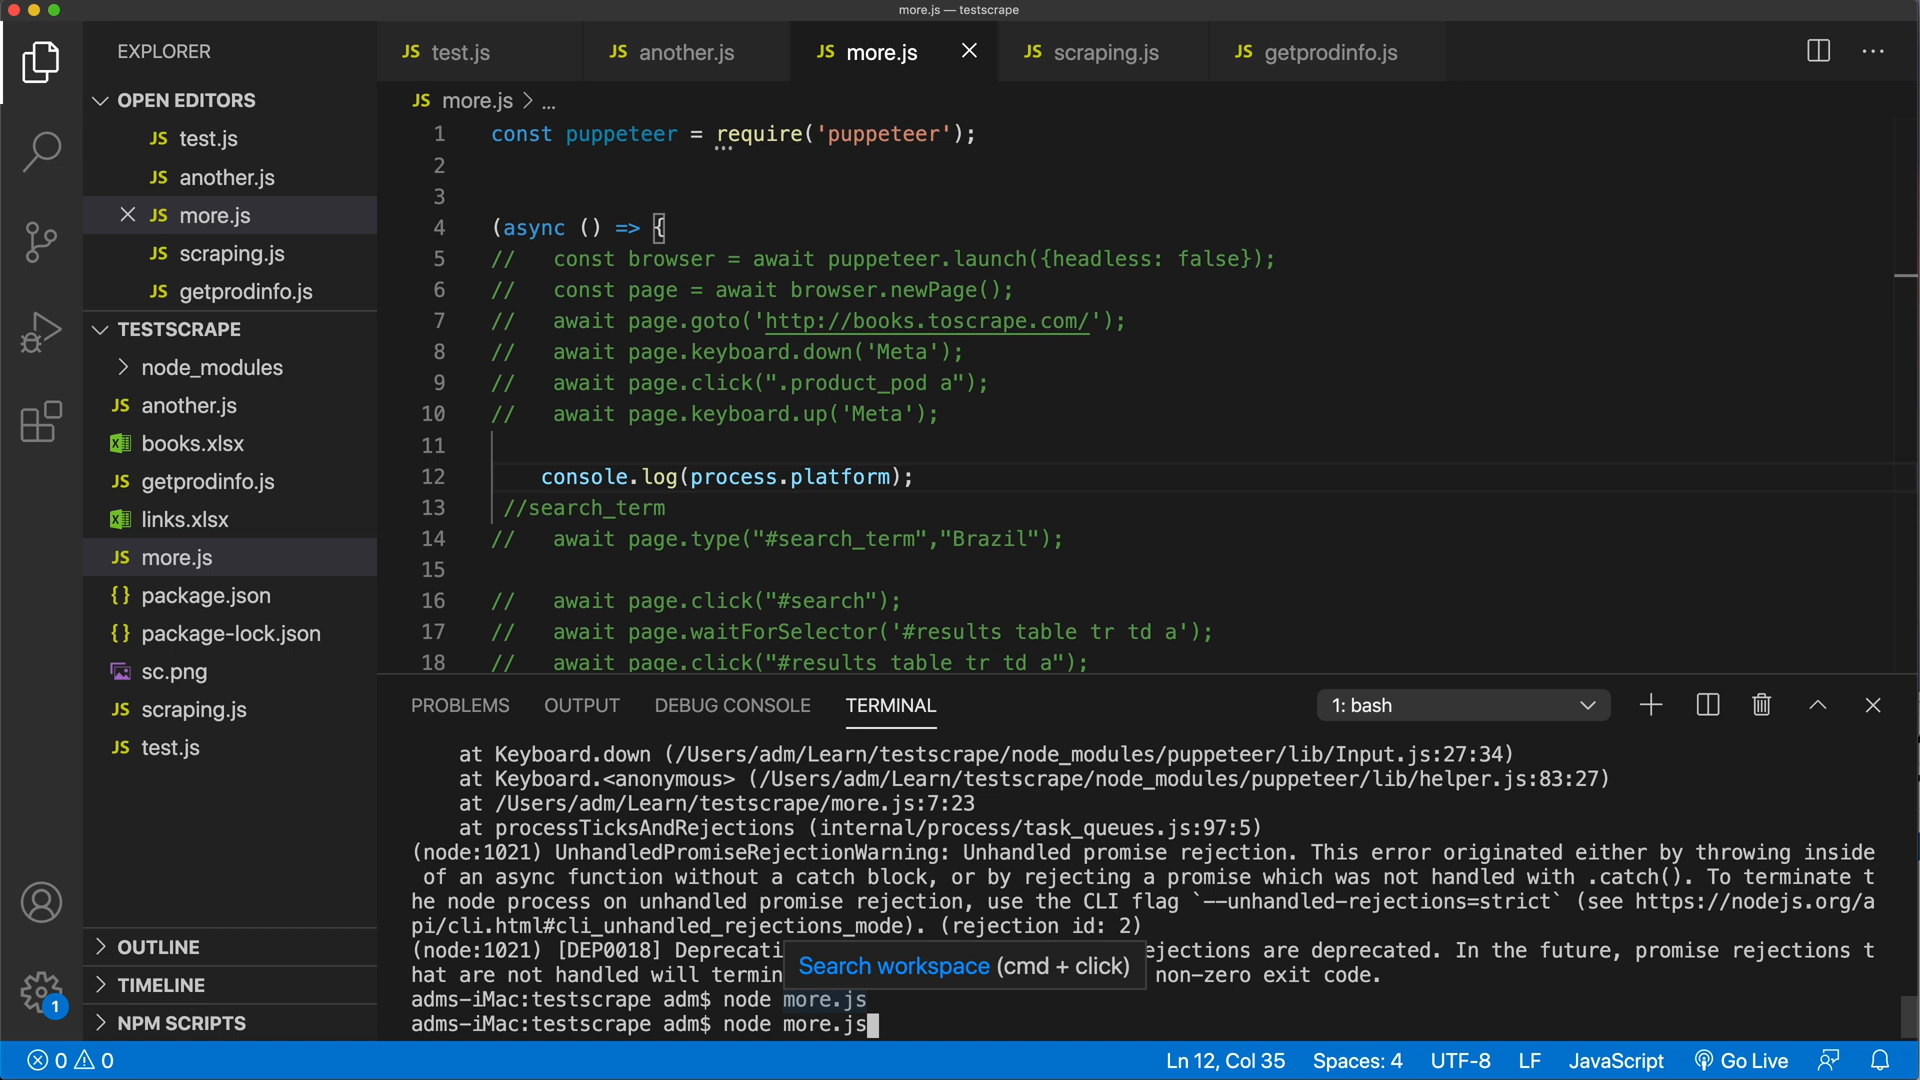 more.js — testscrape
EXPLORER
OPEN EDITORS
JS test.js
JS another.js
JS more.js
JS scraping.js
JS getprodinfo.js
TESTSCRAPE
node_modules
JS another.js
books.xlsx
JS getprodinfo.js
links.xlsx
JS more.js
{} package.json
{} package-lock.json
sc.png
JS scraping.js
JS test.js
OUTLINE
TIMELINE
NPM SCRIPTS
1
JS test.js
JS another.js
JS more.js
JS scraping.js
JS getprodinfo.js
JS more.js > ...
1 const puppeteer = require('puppeteer');
2
3
4 (async () => {
5 //   const browser = await puppeteer.launch({headless: false});
6 //   const page = await browser.newPage();
7 //   await page.goto('http://books.toscrape.com/');
8 //   await page.keyboard.down('Meta');
9 //   await page.click(".product_pod a");
10 //   await page.keyboard.up('Meta');
11
12     console.log(process.platform);
13  //search_term
14 //   await page.type("#search_term","Brazil");
15
16 //   await page.click("#search");
17 //   await page.waitForSelector('#results table tr td a');
18 //   await page.click("#results table tr td a");
PROBLEMS OUTPUT DEBUG CONSOLE TERMINAL
1: bash
at Keyboard.down (/Users/adm/Learn/testscrape/node_modules/puppeteer/lib/Input.js:27:34)
at Keyboard.<anonymous> (/Users/adm/Learn/testscrape/node_modules/puppeteer/lib/helper.js:83:27)
at /Users/adm/Learn/testscrape/more.js:7:23
at processTicksAndRejections (internal/process/task_queues.js:97:5)
(node:1021) UnhandledPromiseRejectionWarning: Unhandled promise rejection. This error originated either by throwing inside
of an async function without a catch block, or by rejecting a promise which was not handled with .catch(). To terminate t
he node process on unhandled promise rejection, use the CLI flag `--unhandled-rejections=strict` (see https://nodejs.org/a
pi/cli.html#cli_unhandled_rejections_mode). (rejection id: 2)
(node:1021) [DEP0018] Deprecati ejections are deprecated. In the future, promise rejections t
Search workspace (cmd + click)
hat are not handled will termin non-zero exit code.
adms-iMac:testscrape adm$ node more.js
adms-iMac:testscrape adm$ node more.js
0 0
Ln 12, Col 35
Spaces: 4
UTF-8
LF
JavaScript
Go Live